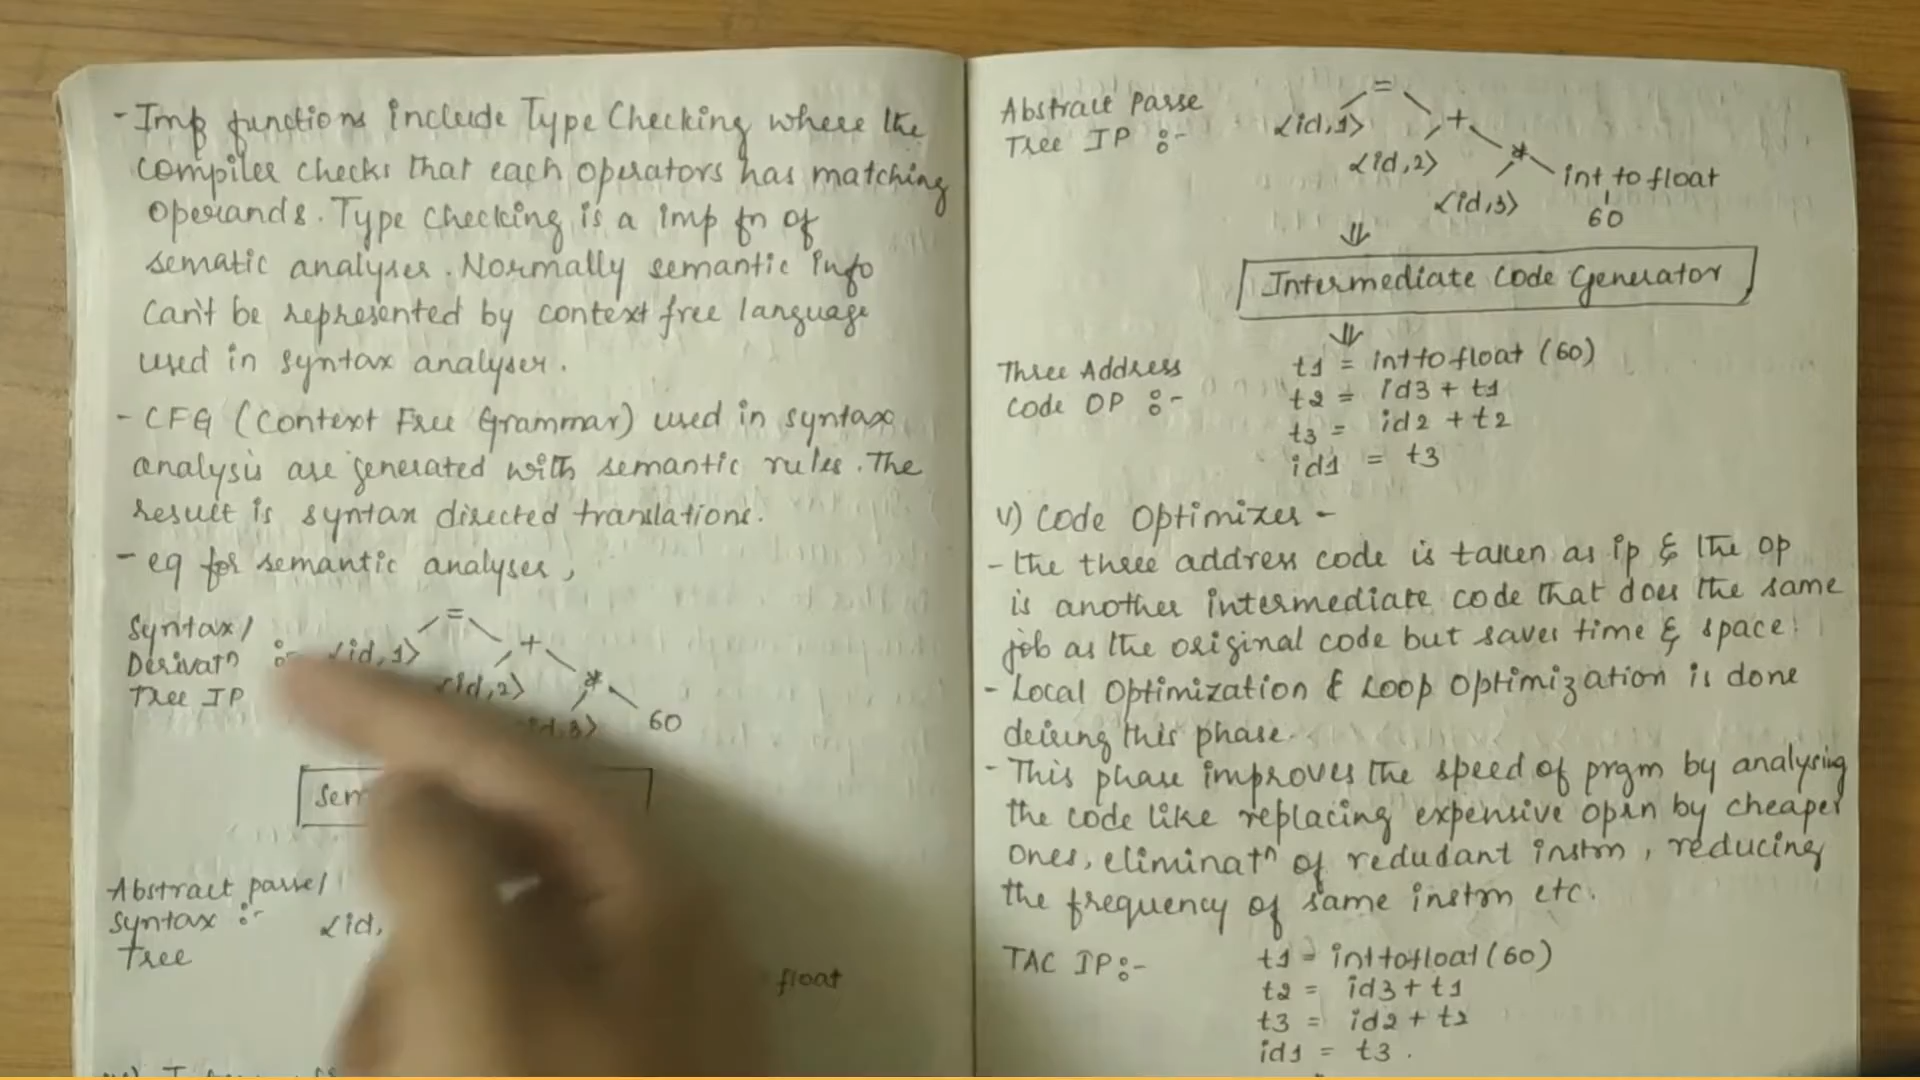 - Imp functions include Type Checking where the
compiler checks that each operators has matching
operands. Type checking is a imp fn of
sematic analyser. Normally semantic info
can't be represented by context free language
used in syntax analyser.
- CFG (Context Free Grammar) used in syntax
analysis are generated with semantic rules. The
result is syntax directed translations.
- eg for semantic analyser,
Syntax/
Derivatn
Tree IP :-
=
<id,1> +
<id,2> *
id,3> 60
Sem
Abstract parse/
Syntax :-
Tree
<id,
float
Abstract Parse
Tree IP :-
=
<id,1> +
<id,2> *
<id,3> int to float
60
⇓
Intermediate Code Generator
⇓
Three Address
Code OP :-
t1 = inttofloat (60)
t2 = id3 + t1
t3 = id2 + t2
id1 = t3
v) Code Optimizer -
- the three address code is taken as ip & the op
is another intermediate code that does the same
job as the original code but saves time & space.
- Local Optimization & Loop Optimization is done
during this phase.
- This phase improves the speed of prgm by analysing
the code like replacing expensive oprn by cheaper
ones, eliminatn of redudant instrn, reducing
the frequency of same instrn etc.
TAC IP :-
t1 = inttofloat (60)
t2 = id3 + t1
t3 = id2 + t2
id1 = t3 .